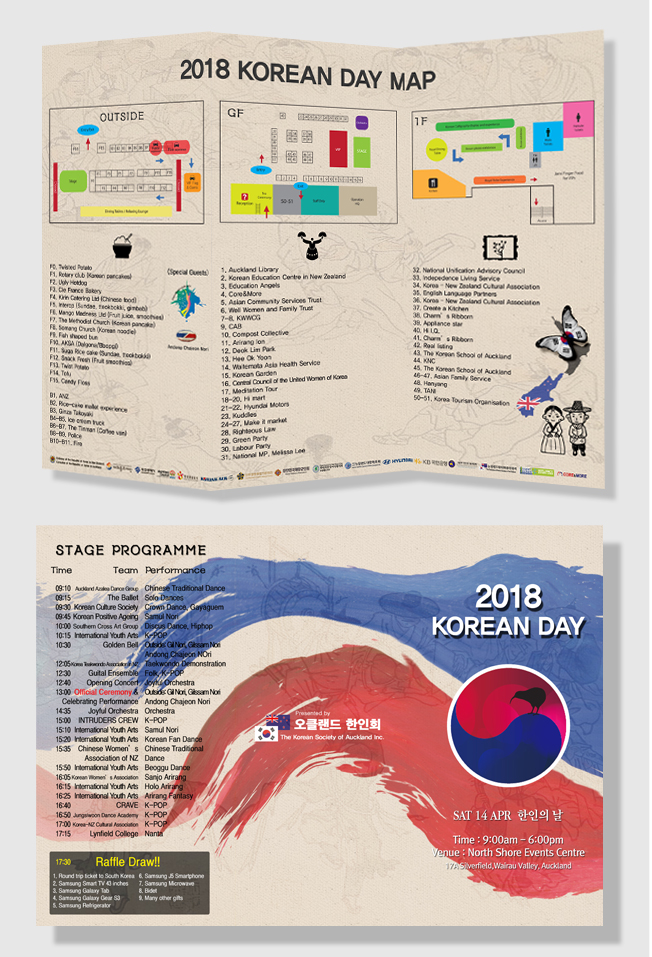 2018 KOREAN DAY MAP
OUTSIDE
GF
1F
F0. Twisted Potato
F1. Rotary club (Korean pancakes)
F2. Ugly Hotdog
F3. De Fiance Bakery
F4. Kirin Catering Ltd (Chinese food)
F5. Interco (Sundae, tteokbokki, gimbab)
F6. Mango Madness Ltd (Fruit juice, smoothies)
F7. The Methodist Church (Korean pancake)
F8. Somang Church (Korean noodle)
F9. Fish shaped bun
F10. AKSA (Dalgona/Bbopgi)
F11. Suga Rice cake (Sundae, tteokbokki)
F12. Snack Fresh (Fruit smoothies)
F13. Twist Potato
F14. Tofu
F15. Candy Floss
B1. ANZ
B2. Rice-cake mallet experience
B3. Ginza Takoyaki
B4-B5. Ice cream truck
B6-B7. The Tinman (Coffee van)
B8-B9. Police
B10-B11. Fire
(Special Guests)
Andong Chajeon Nori
1. Auckland Library
2. Korean Education Centre in New Zealand
3. Education Angels
4. Core&More
5. Asian Community Services Trust
6. Well Women and Family Trust
7-8. KWWCG
9. CAB
10. Compost Collective
11. Arirang Ion
12. Deok Lim Park
13. Hee Ok Yoon
14. Waitemata Asia Health Service
15. Korean Garden
16. Central Council of the United Women of Korea
17. Meditation Tour
18-20. Hi mart
21-22. Hyundai Motors
23. Kuddles
24-27. Make it market
28. Righteous Law
29. Green Party
30. Labour Party
31. National MP, Melissa Lee
32. National Unification Advisory Council
33. Independence Living Service
34. Korea - New Zealand Cultural Association
35. English Language Partners
36. Korea - New Zealand Cultural Association
37. Create a Kitchen
38. Charm's Ribborn
39. Appliance star
40. Hi I.Q.
41. Charm's Ribborn
42. Real listing
43. The Korean School of Auckland
44. KNC
45. The Korean School of Auckland
46-47. Asian Family Service
48. Hanyang
49. TANI
50-51. Korea Tourism Organisation
HYUNDAI
STAGE PROGRAMME
Time Team Performance
09:10 Auckland Azalea Dance Group Chinese Traditional Dance
09:15 The Ballet Solo Dances
09:30 Korean Culture Society Crown Dance, Gayaguem
09:45 Korean Positive Ageing Samul Nori
10:00 Southern Cross Art Group Discus Dance, Hiphop
10:15 International Youth Arts K-POP
10:30 Golden Bell Outside: Gil Nori, Gilssam Nori
Andong Chajeon NOri
12:05 Korea Taekwondo Association of NZ Taekwondo Demonstration
12:30 Guital Ensemble Folk, K-POP
12:40 Opening Concert Joyful Orchestra
13:00 Official Ceremony & Outside: Gil Nori, Gilssam Nori
Celebrating Performance Andong Chajeon Nori
14:35 Joyful Orchestra Orchestra
15:00 INTRUDERS CREW K-POP
15:10 International Youth Arts Samul Nori
15:20 International Youth Arts Korean Fan Dance
15:35 Chinese Women's Chinese Traditional
Association of NZ Dance
15:50 International Youth Arts Beoggu Dance
16:05 Korean Women's Association Sanjo Arirang
16:15 International Youth Arts Holo Arirang
16:25 International Youth Arts Arirang Fantasy
16:40 CRAVE K-POP
16:50 Jungsiwoon Dance Academy K-POP
17:00 Korea-NZ Cultural Association K-POP
17:15 Lynfield College Nanta
17:30 Raffle Draw!!
1. Round trip ticket to South Korea
2. Samsung Smart TV 43 inches
3. Samsung Galaxy Tab
4. Samsung Galaxy Gear S3
5. Samsung Refrigerator
6. Samsung J5 Smartphone
7. Samsung Microwave
8. Bidet
9. Many other gifts
Presented by
오클랜드 한인회
The Korean Society of Auckland Inc.
2018
KOREAN DAY
SAT 14 APR 한인의 날
Time : 9:00am – 6:00pm
Venue : North Shore Events Centre
17A Silverfield, Wairau Valley, Auckland